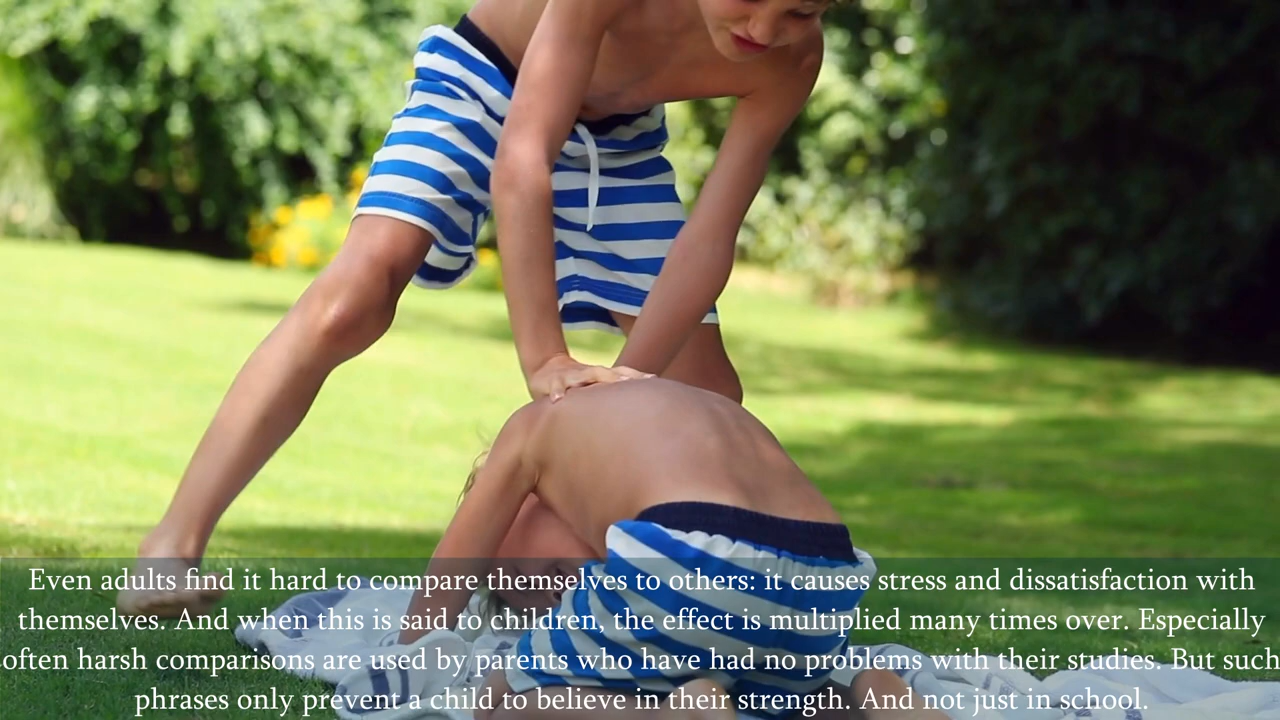 Even adults find it hard to compare themselves to others: it causes stress and dissatisfaction with
themselves. And when this is said to children, the effect is multiplied many times over. Especially
often harsh comparisons are used by parents who have had no problems with their studies. But such
phrases only prevent a child to believe in their strength. And not just in school.